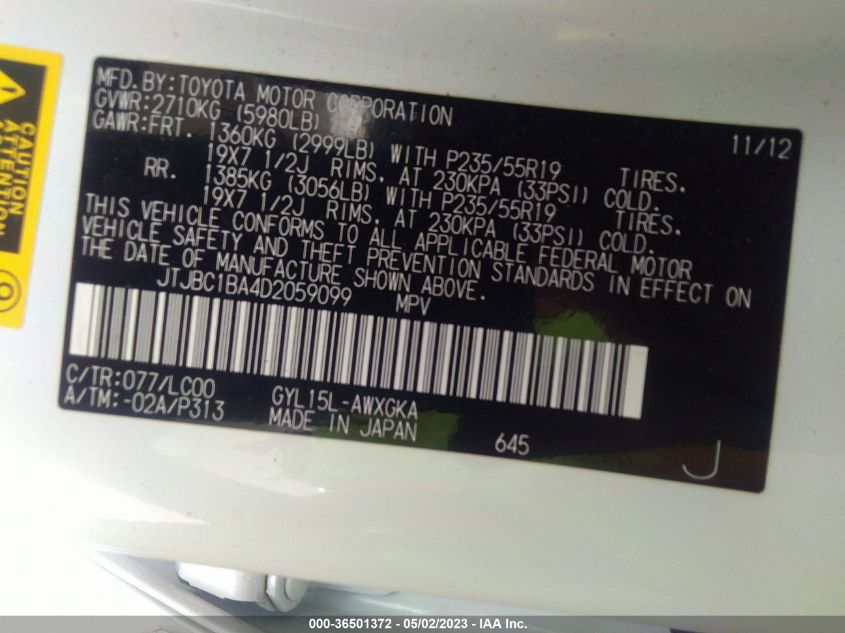 MFD. BY: TOYOTA MOTOR CORPORATION 11/12
GVWR: 2710KG (5980LB)
GAWR: FRT. 1360KG (2999LB) WITH P235/55R19 TIRES.
19X7 1/2J RIMS. AT 230KPA (33PSI) COLD.
RR. 1385KG (3056LB) WITH P235/55R19 TIRES.
19X7 1/2J RIMS. AT 230KPA (33PSI) COLD.
THIS VEHICLE CONFORMS TO ALL APPLICABLE FEDERAL MOTOR
VEHICLE SAFETY AND THEFT PREVENTION STANDARDS IN EFFECT ON
THE DATE OF MANUFACTURE SHOWN ABOVE.
JTJBC1BA4D2059099 MPV
C/TR: 077/LC00 GYL15L-AWXGKA
A/TM: -02A/P313 MADE IN JAPAN 645
J
CAUTION
ATTENTION
000-36501372 - 05/02/2023 - IAA Inc.